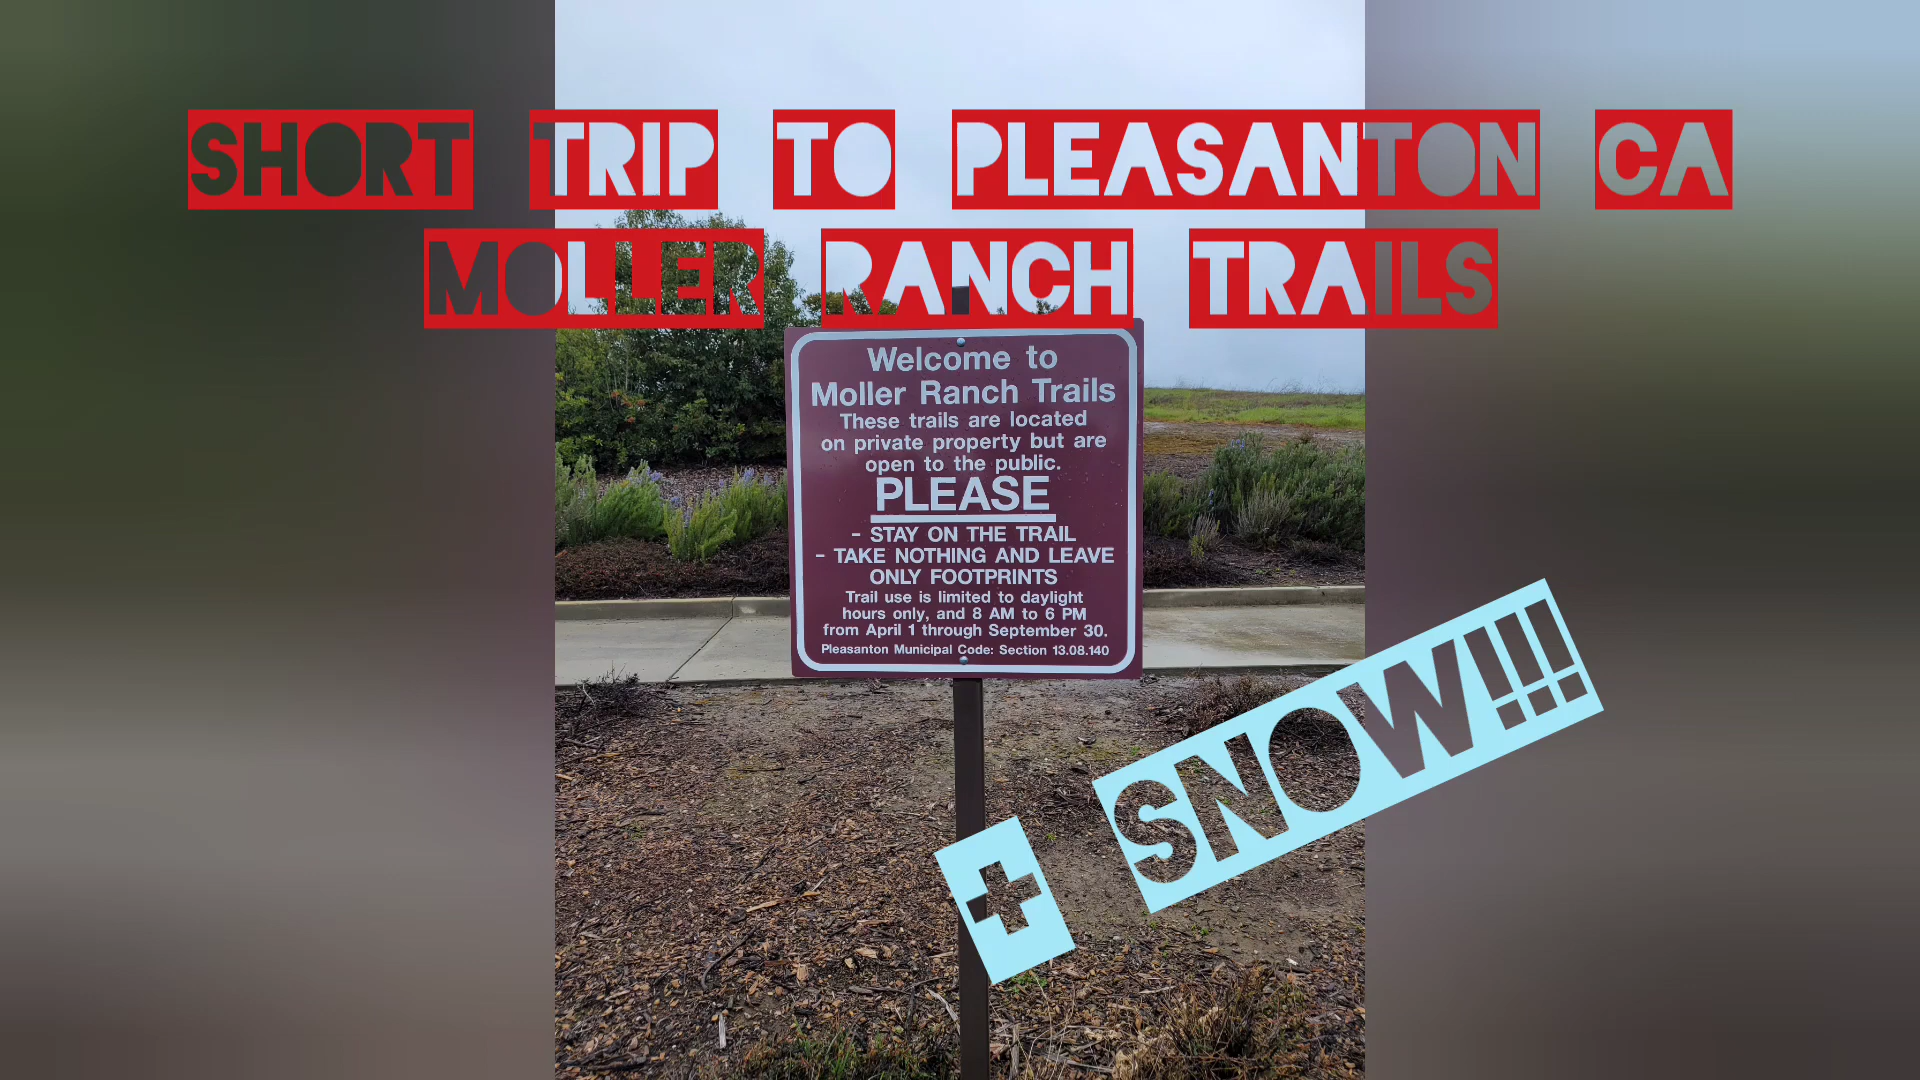 SHORT TRIP TO PLEASANTON CA
MOLLER RANCH TRAILS
Welcome to
Moller Ranch Trails
These trails are located
on private property but are
open to the public.
PLEASE
- STAY ON THE TRAIL
- TAKE NOTHING AND LEAVE
ONLY FOOTPRINTS
Trail use is limited to daylight
hours only, and 8 AM to 6 PM
from April 1 through September 30.
Pleasanton Municipal Code: Section 13.08.140
+ SNOW!!!